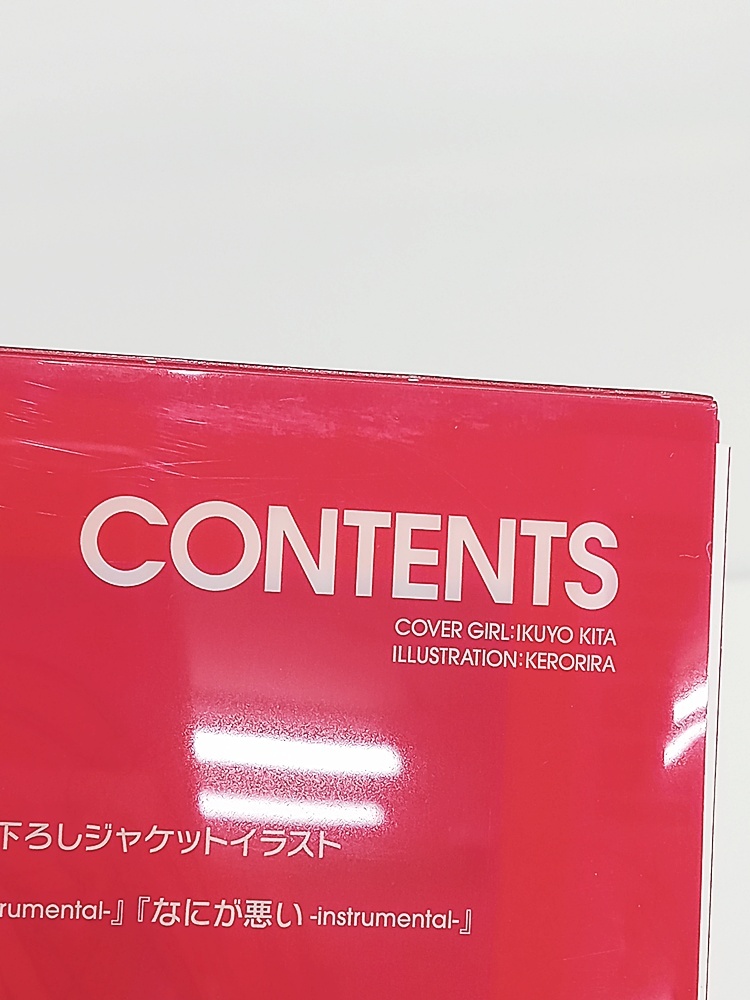 CONTENTS
COVER GIRL:IKUYO KITA
ILLUSTRATION:KERORIRA
下ろしジャケットイラスト
rumental-』『なにが悪い -instrumental-』